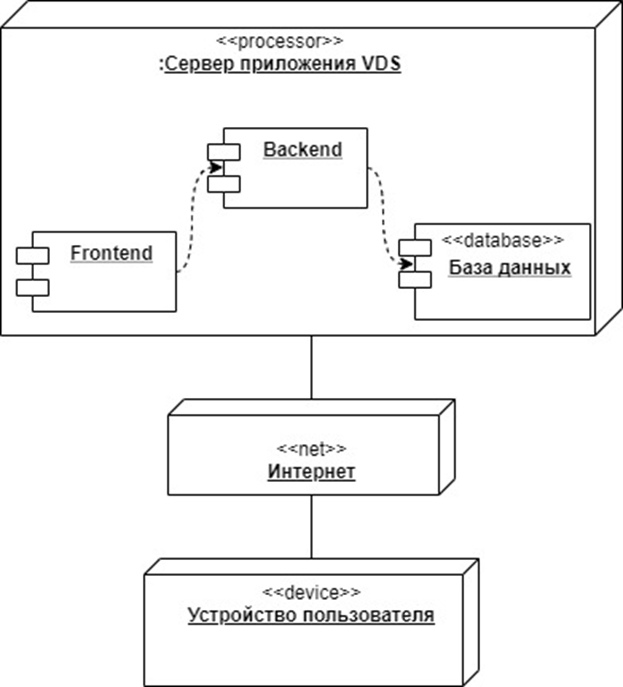 <<processor>>
:Сервер приложения VDS
Backend
Frontend
<<database>>
База данных
<<net>>
Интернет
<<device>>
Устройство пользователя